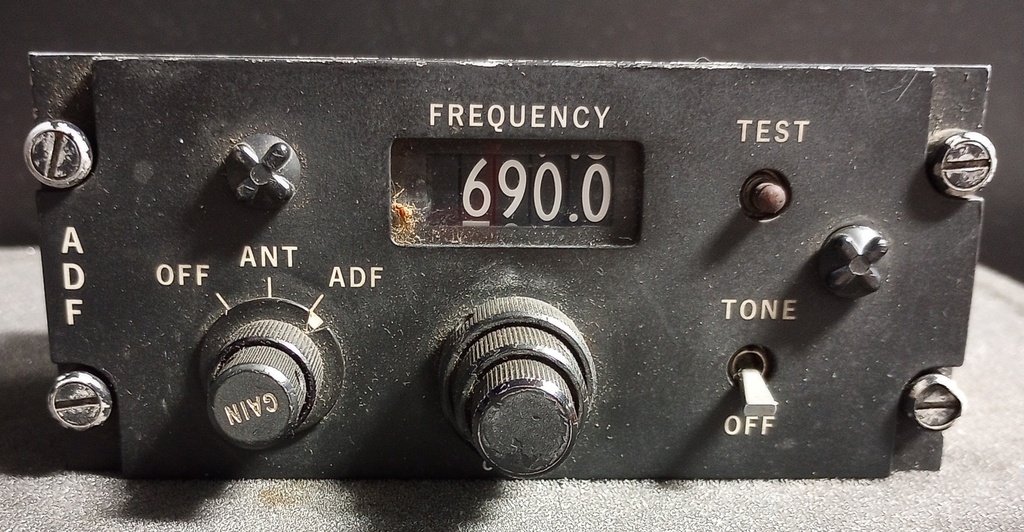 FREQUENCY
690.0
TEST
ADF
OFF
ANT
ADF
TONE
GAIN
OFF